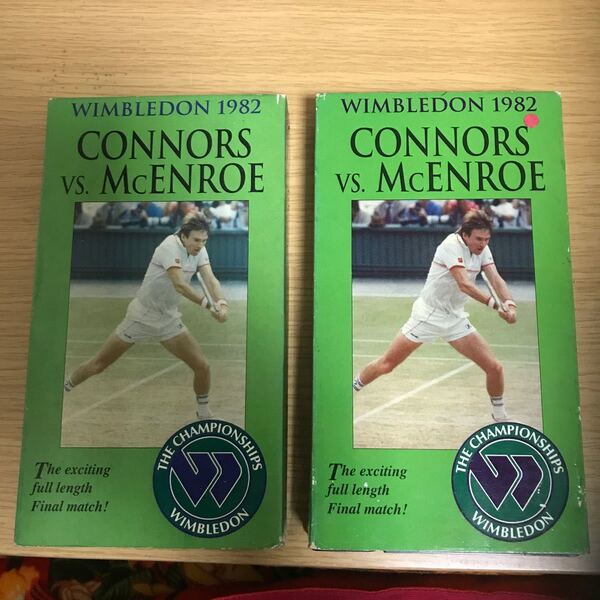 WIMBLEDON 1982
CONNORS
VS. McENROE
The exciting
full length
Final match!
THE CHAMPIONSHIPS
WIMBLEDON
WIMBLEDON 1982
CONNORS
VS. McENROE
The exciting
full length
Final match!
THE CHAMPIONSHIPS
WIMBLEDON